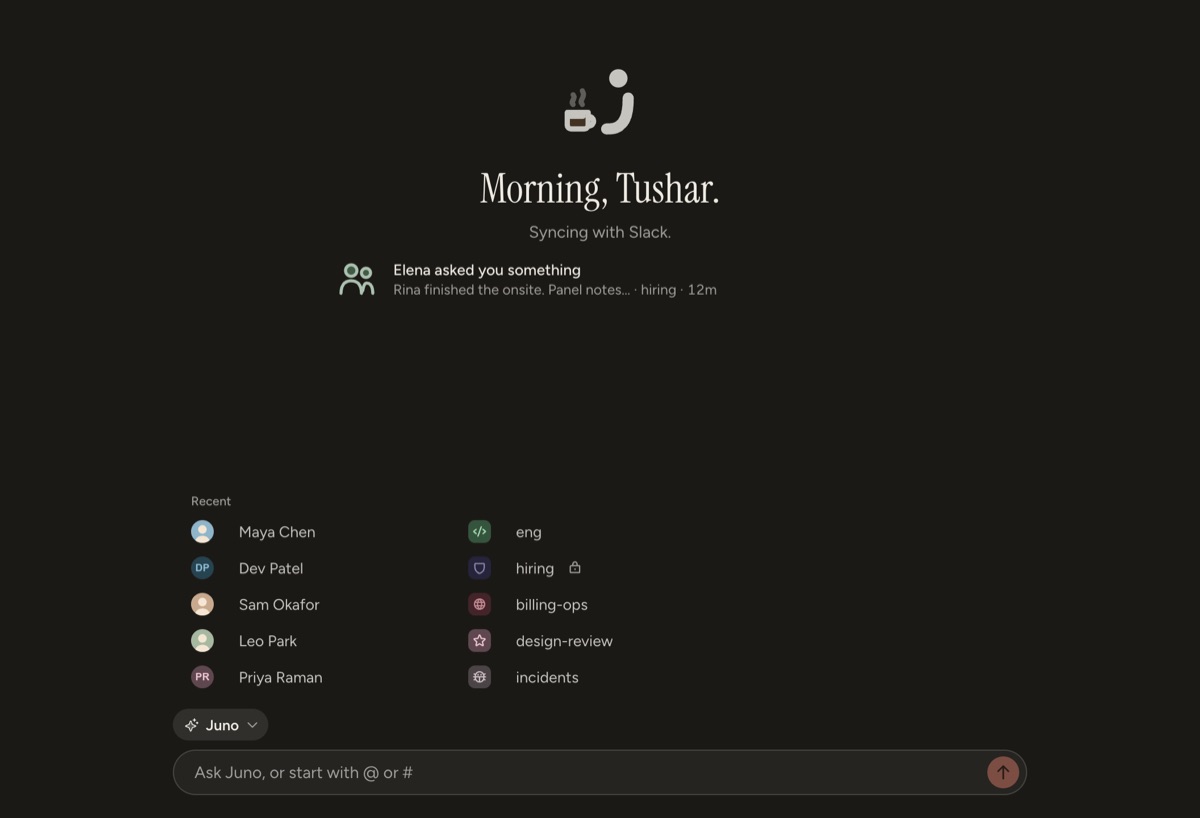 Morning, Tushar.
Syncing with Slack.
Elena asked you something
Rina finished the onsite. Panel notes... · hiring · 12m
Recent
Maya Chen
eng
DP Dev Patel
hiring
Sam Okafor
billing-ops
Leo Park
design-review
PR Priya Raman
incidents
Juno
Ask Juno, or start with @ or #